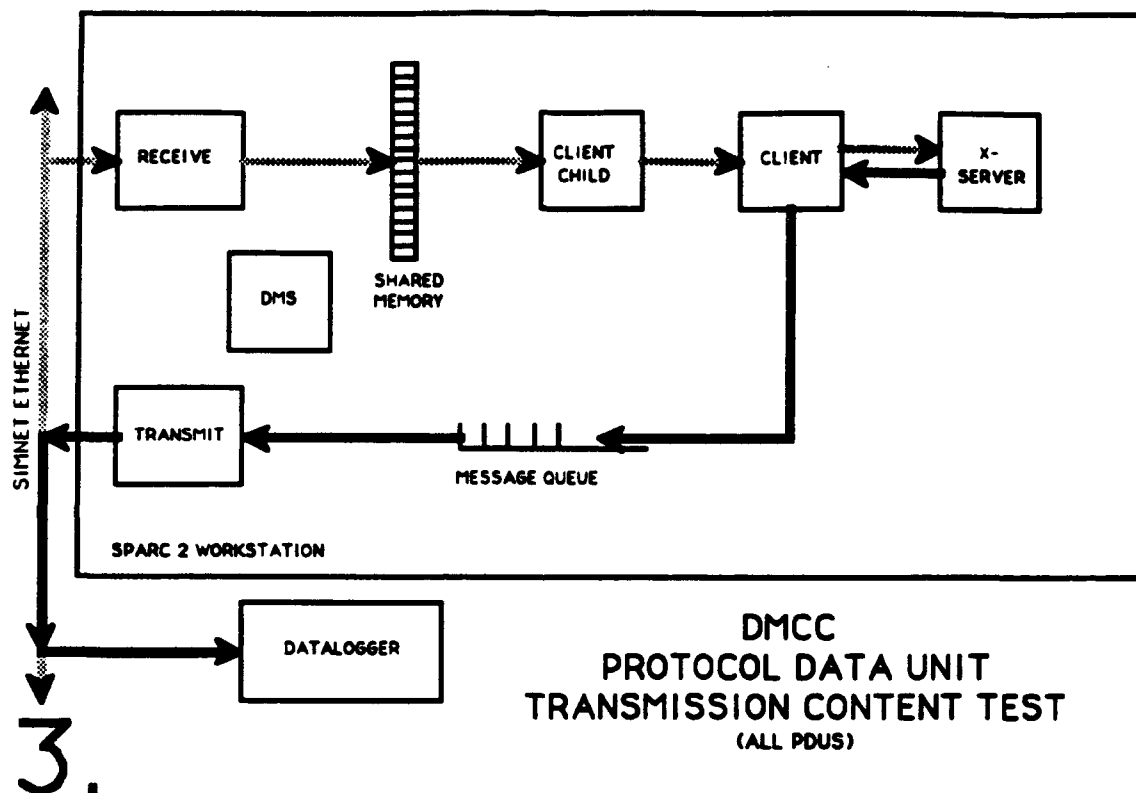 RECEIVE
CLIENT
CHILD
CLIENT
X-
SERVER
SHARED
MEMORY
DMS
SIMNET ETHERNET
TRANSMIT
MESSAGE QUEUE
SPARC 2 WORKSTATION
DATALOGGER
DMCC
PROTOCOL DATA UNIT
TRANSMISSION CONTENT TEST
(ALL PDUS)
3.